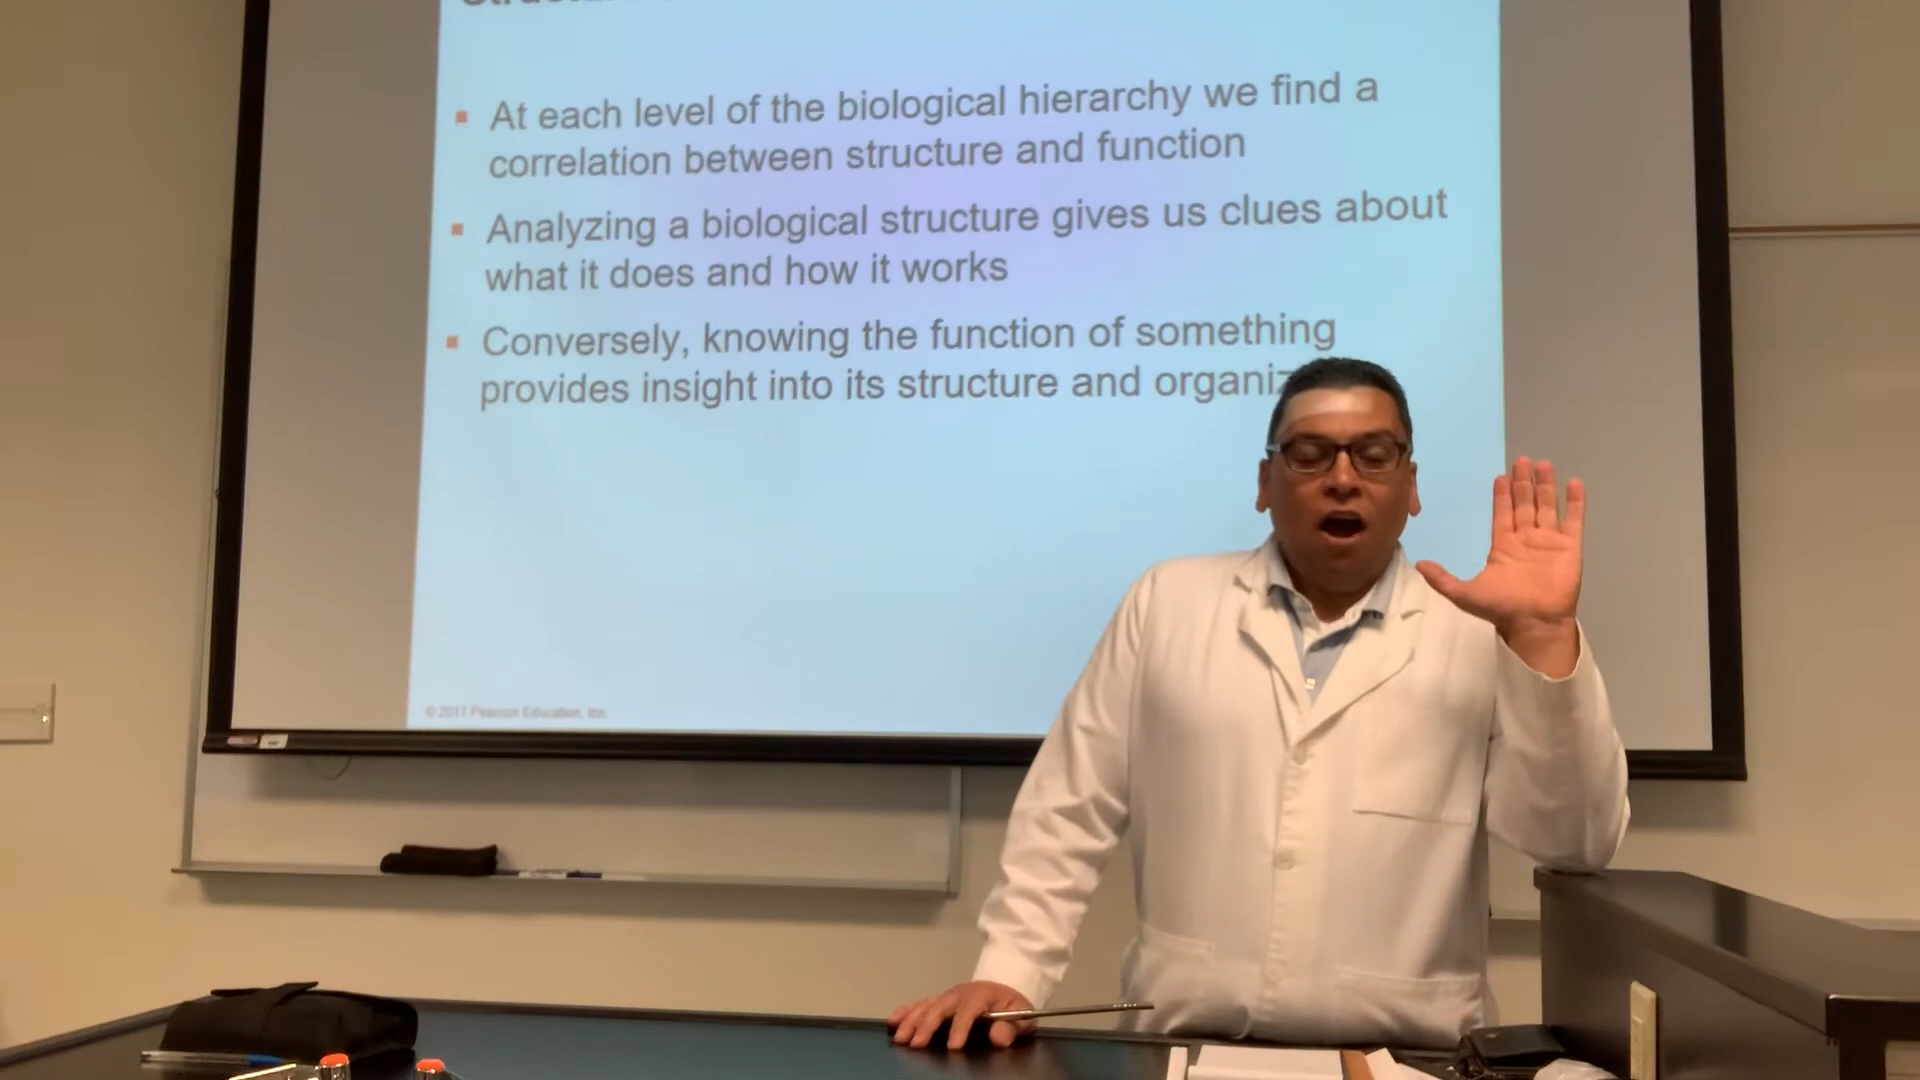 At each level of the biological hierarchy we find a
correlation between structure and function
Analyzing a biological structure gives us clues about
what it does and how it works
Conversely, knowing the function of something
provides insight into its structure and
© 2017 Pearson Education, Inc.